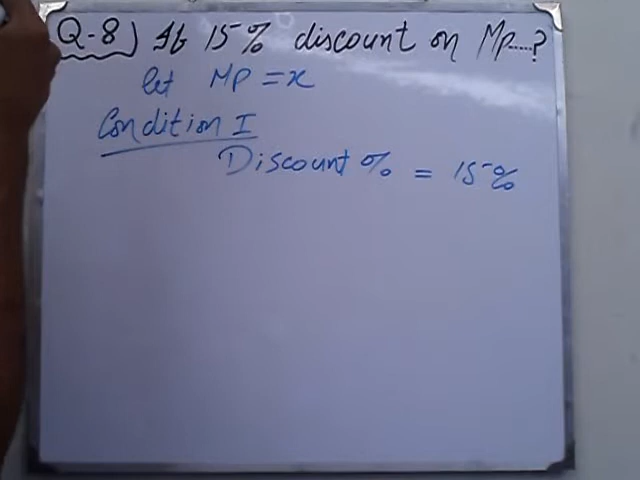 Q-8) If 15% discount on Mp.....?
let MP = x
Condition I
Discount % = 15%